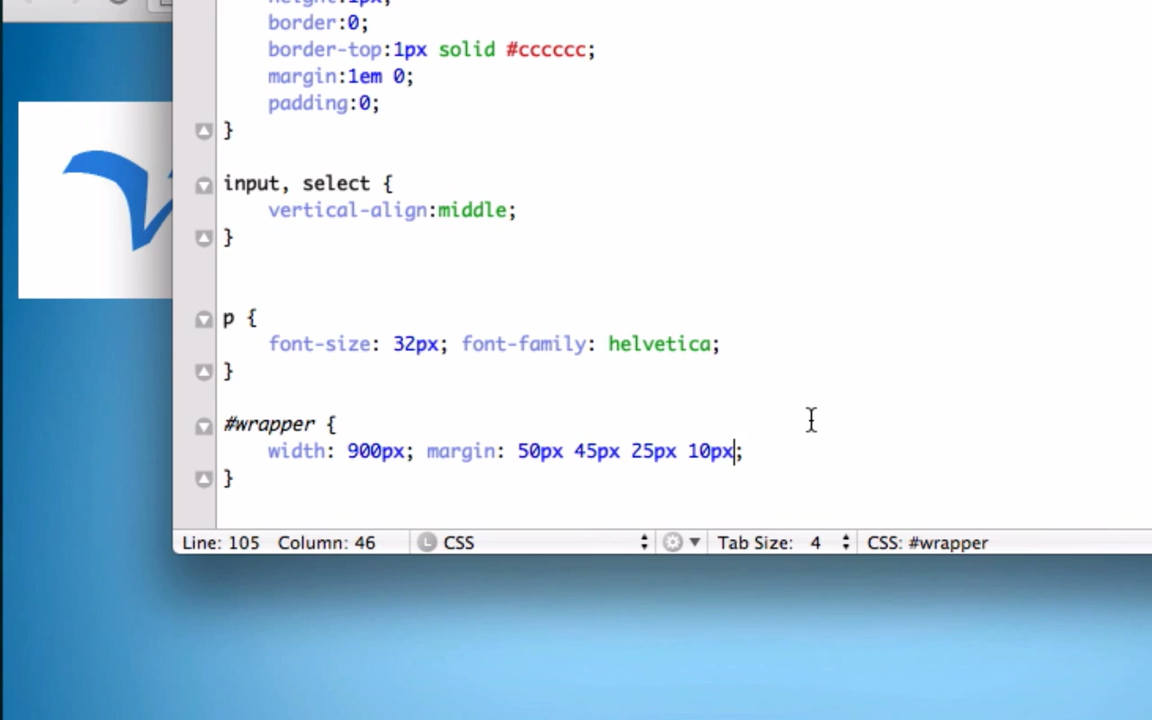 height:1px;
border:0;
border-top:1px solid #cccccc;
margin:1em 0;
padding:0;
}
input, select {
vertical-align:middle;
}
p {
font-size: 32px; font-family: helvetica;
}
#wrapper {
width: 900px; margin: 50px 45px 25px 10px;
}
Line: 105 Column: 46 L CSS Tab Size: 4 CSS: #wrapper